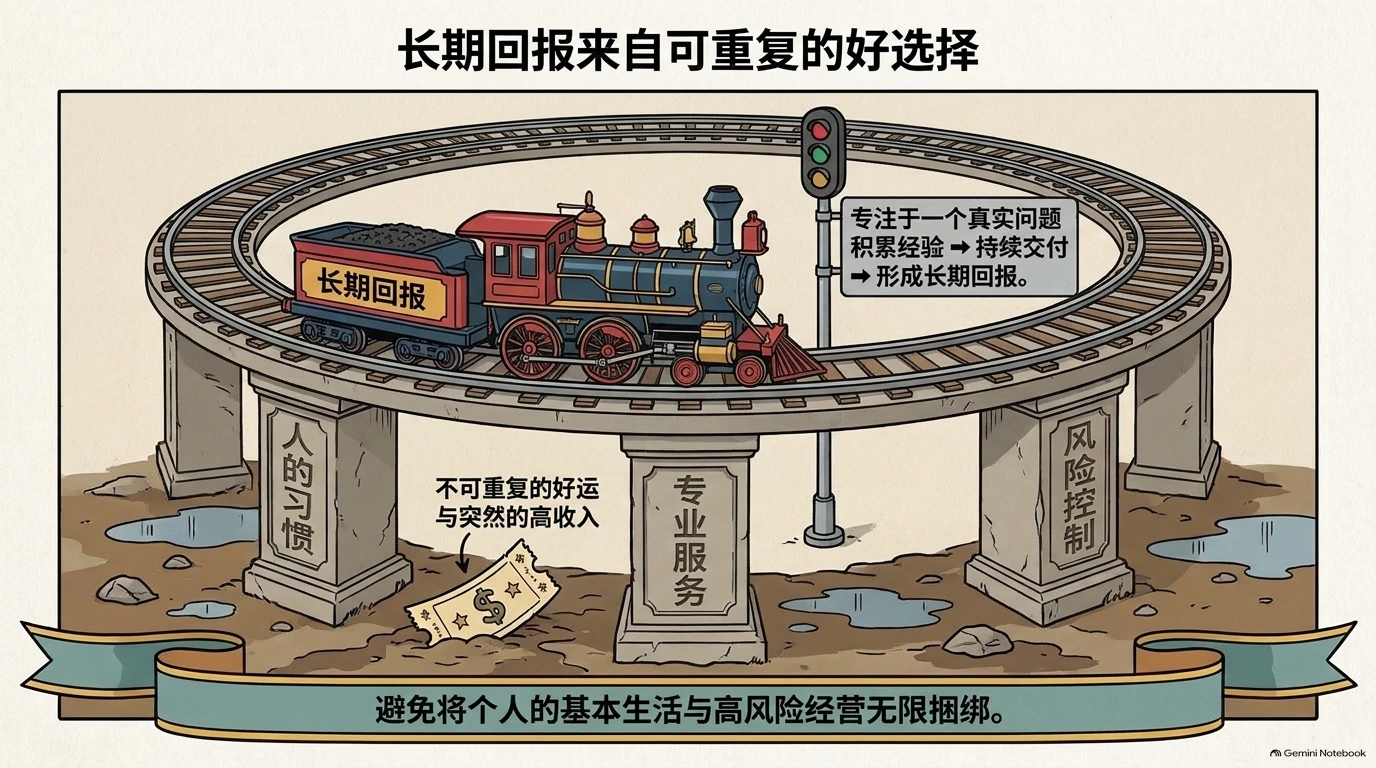 长期回报来自可重复的好选择
专注于一个真实问题
积累经验 ➡ 持续交付
➡ 形成长期回报。
长期回报
人的习惯
不可重复的好运
与突然的高收入
$
专业服务
风险控制
避免将个人的基本生活与高风险经营无限捆绑。
Gemini Notebook